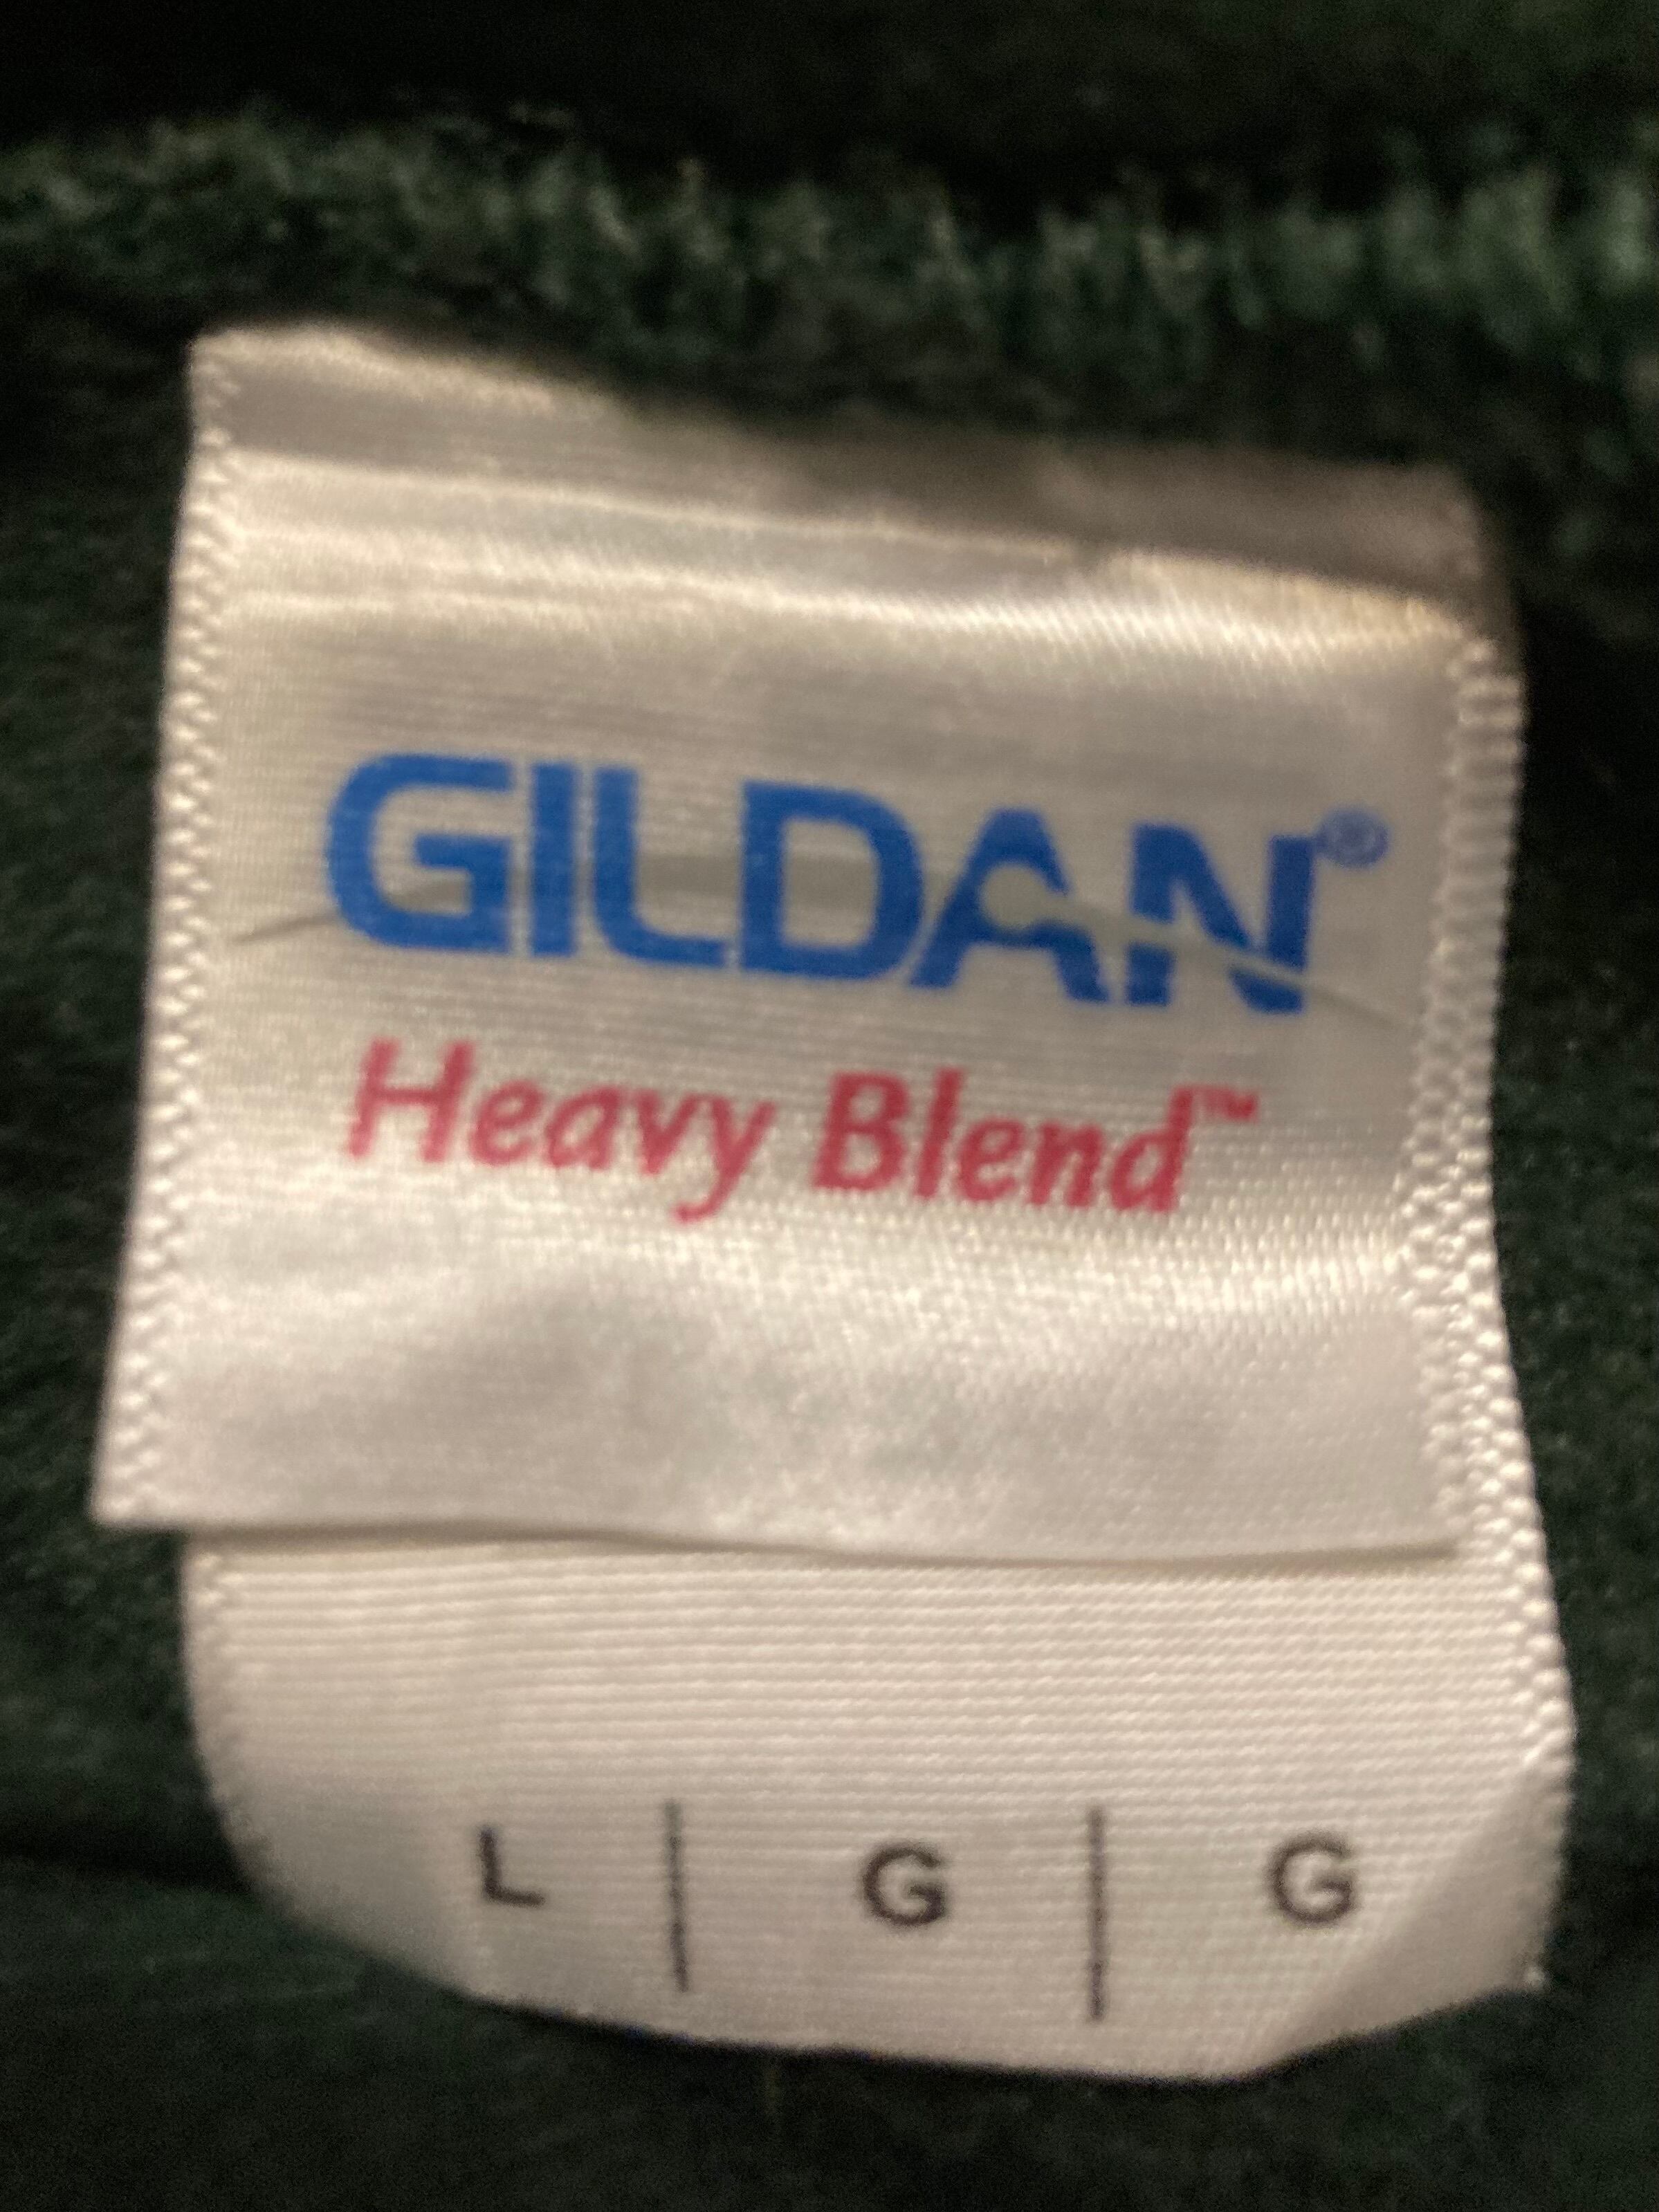 GILDAN®
Heavy Blend™
L | G | G